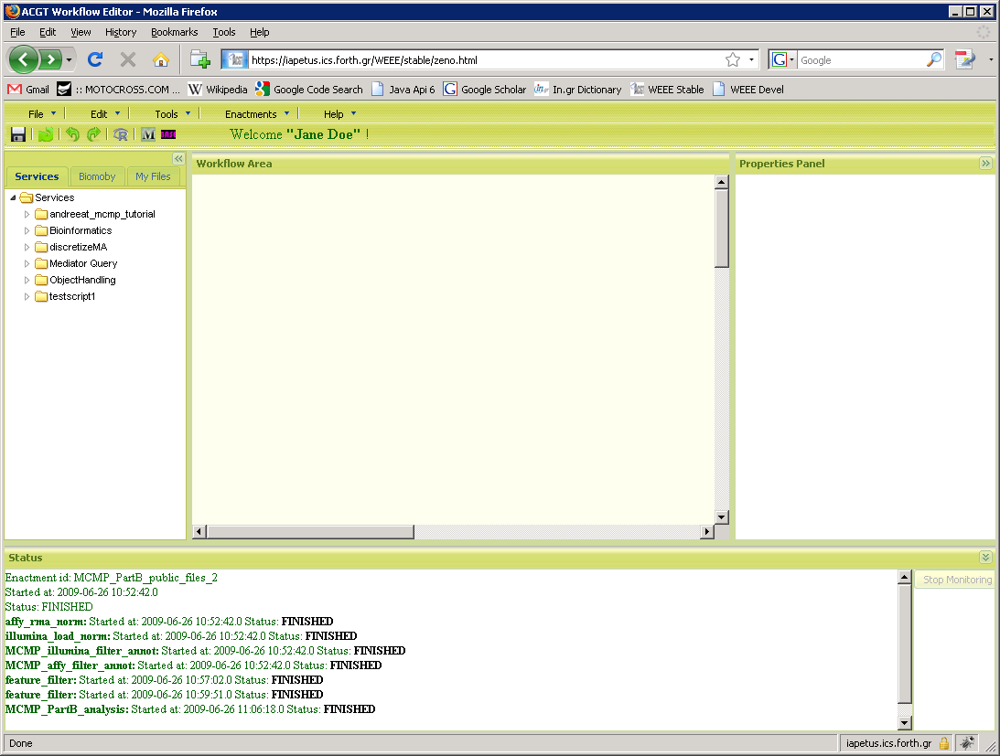 ACGT Workflow Editor - Mozilla Firefox
File Edit View History Bookmarks Tools Help
https://iapetus.ics.forth.gr/WEEE/stable/zeno.html
G Google
Gmail :: MOTOCROSS.COM ... W Wikipedia Google Code Search Java Api 6 G Google Scholar In.gr Dictionary WEEE Stable WEEE Devel
File Edit Tools Enactments Help
R M Welcome "Jane Doe" !
Services Biomoby My Files
Workflow Area
Properties Panel
Services
andreeat_mcmp_tutorial
Bioinformatics
discretizeMA
Mediator Query
ObjectHandling
testscript1
Status
Enactment id: MCMP_PartB_public_files_2
Started at: 2009-06-26 10:52:42.0
Status: FINISHED
affy_rma_norm: Started at: 2009-06-26 10:52:42.0 Status: FINISHED
illumina_load_norm: Started at: 2009-06-26 10:52:42.0 Status: FINISHED
MCMP_illumina_filter_annot: Started at: 2009-06-26 10:52:42.0 Status: FINISHED
MCMP_affy_filter_annot: Started at: 2009-06-26 10:52:42.0 Status: FINISHED
feature_filter: Started at: 2009-06-26 10:57:02.0 Status: FINISHED
feature_filter: Started at: 2009-06-26 10:59:51.0 Status: FINISHED
MCMP_PartB_analysis: Started at: 2009-06-26 11:06:18.0 Status: FINISHED
Stop Monitoring
Done
iapetus.ics.forth.gr